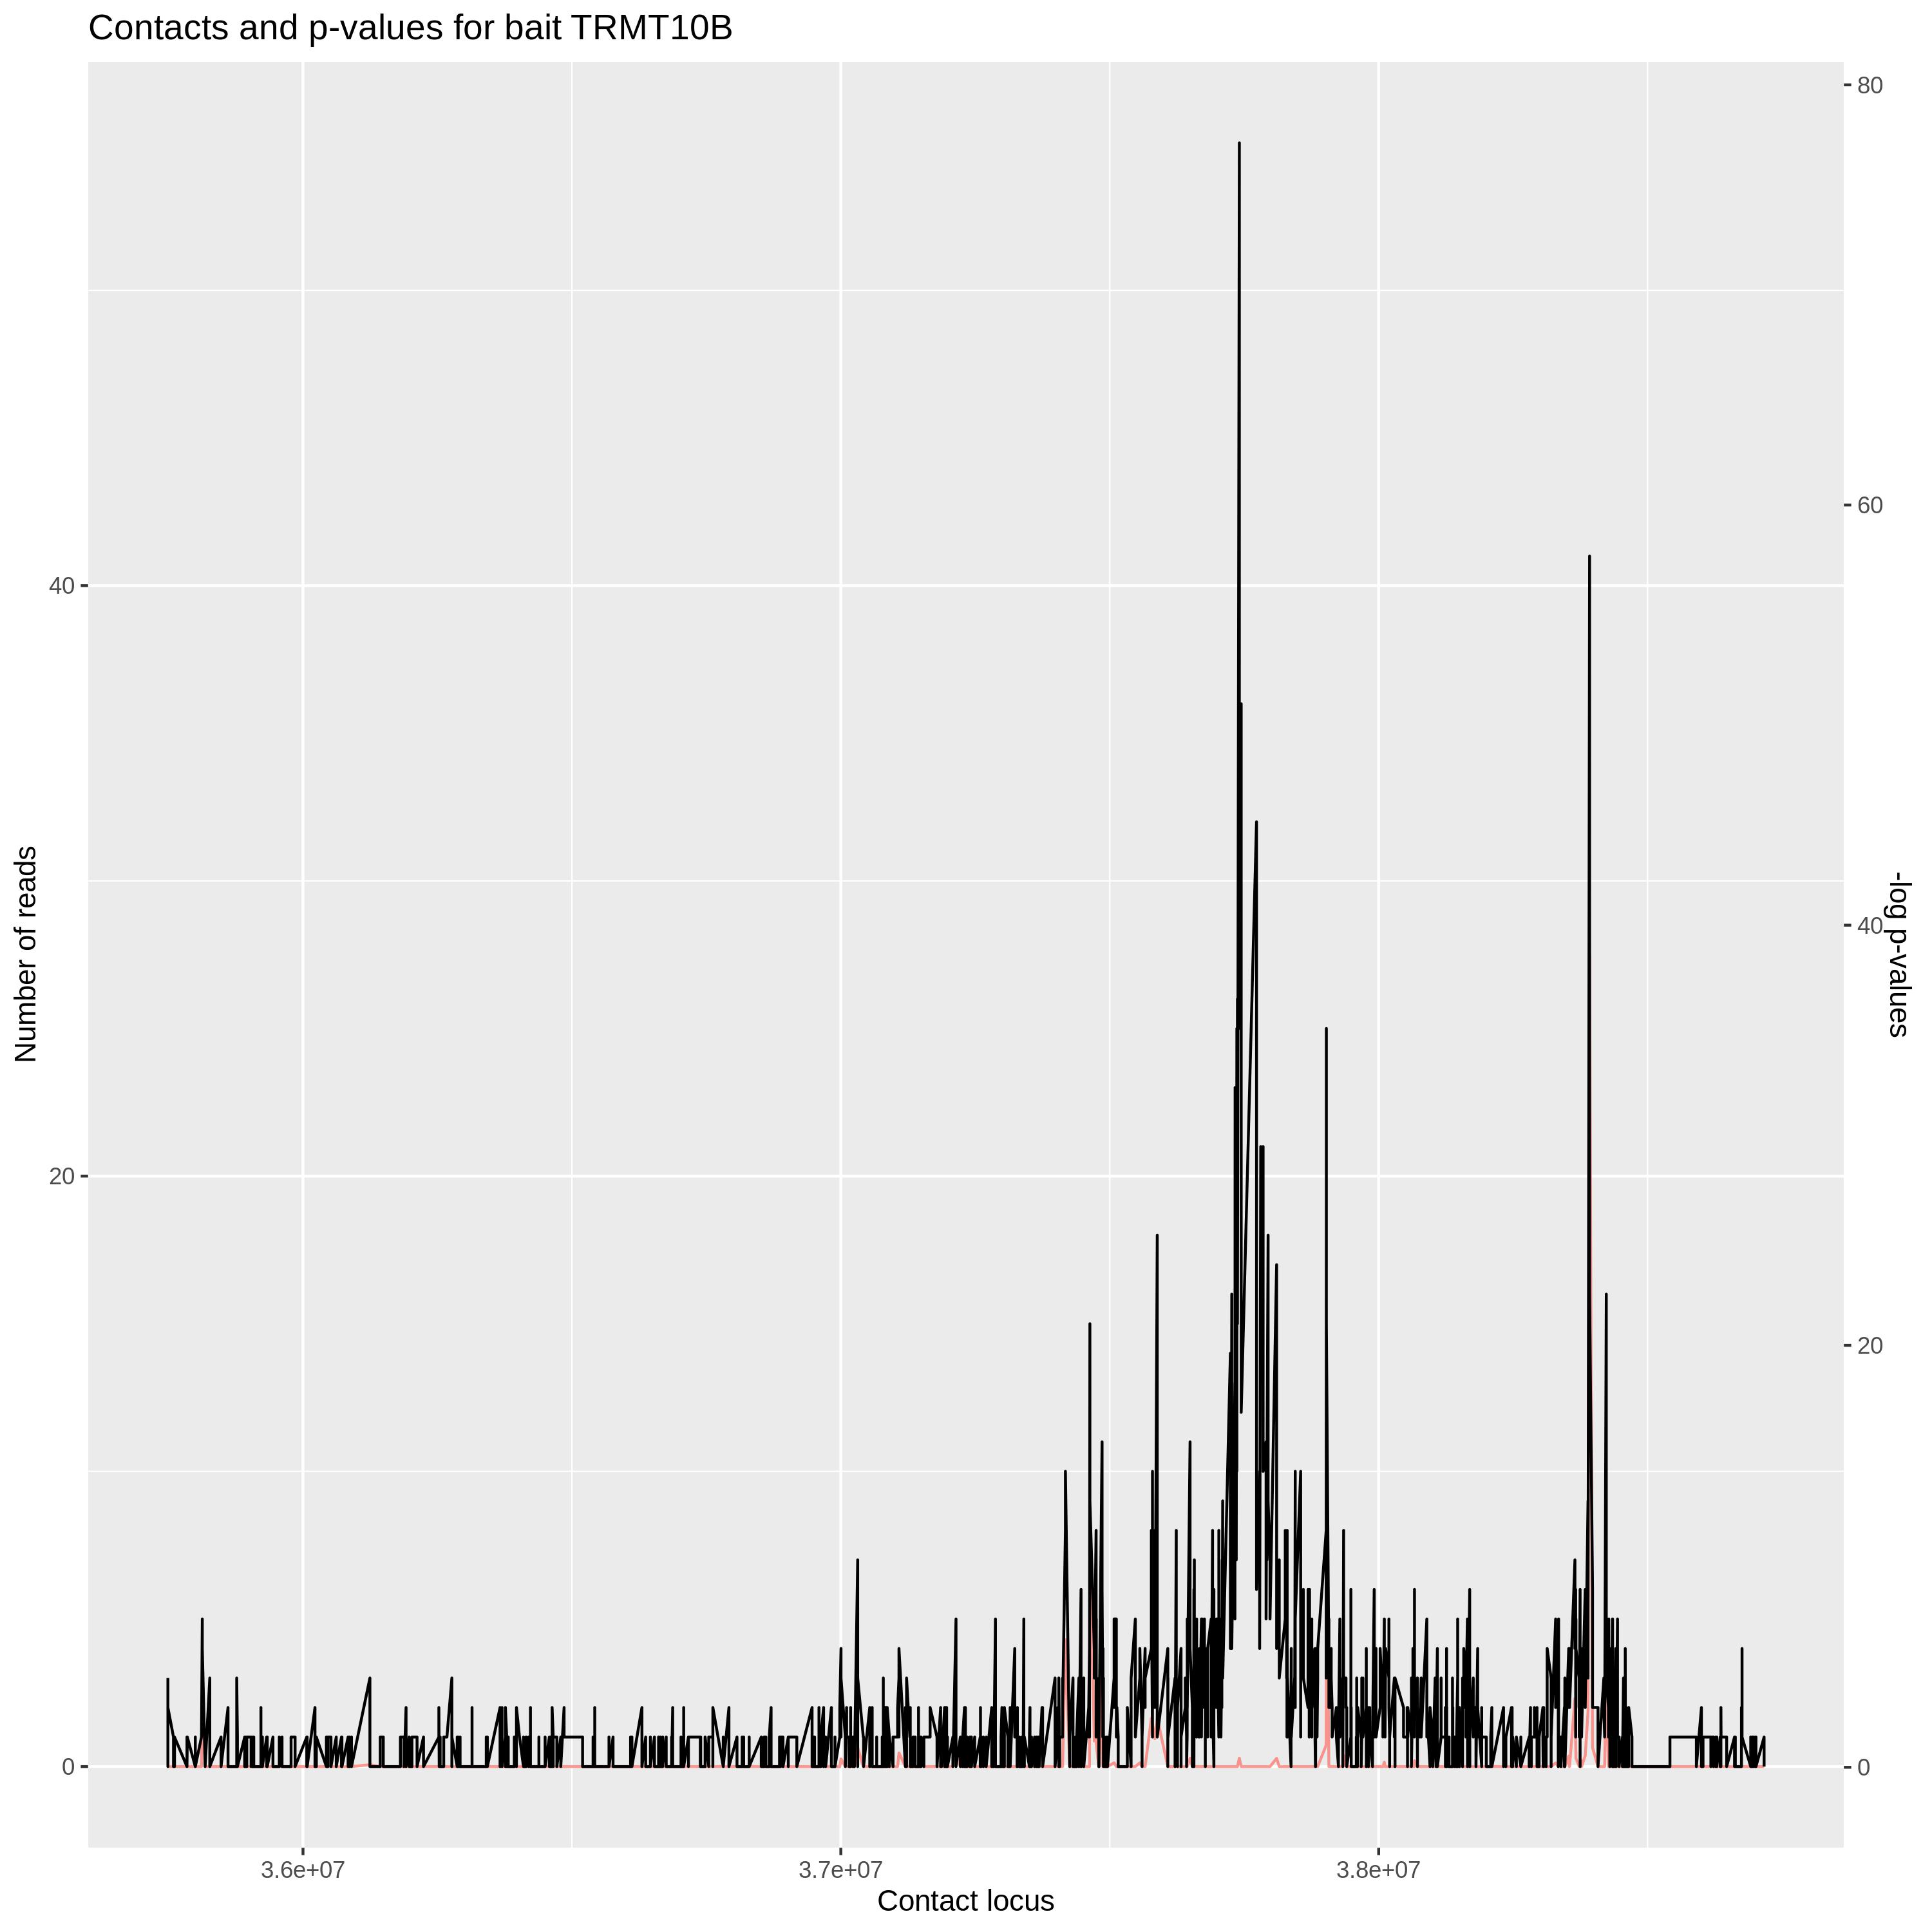 Contacts and p-values for bait TRMT10B
80
60
40
40
20
20
0
0
Number of reads
-log p-values
3.6e+07
3.7e+07
3.8e+07
Contact locus